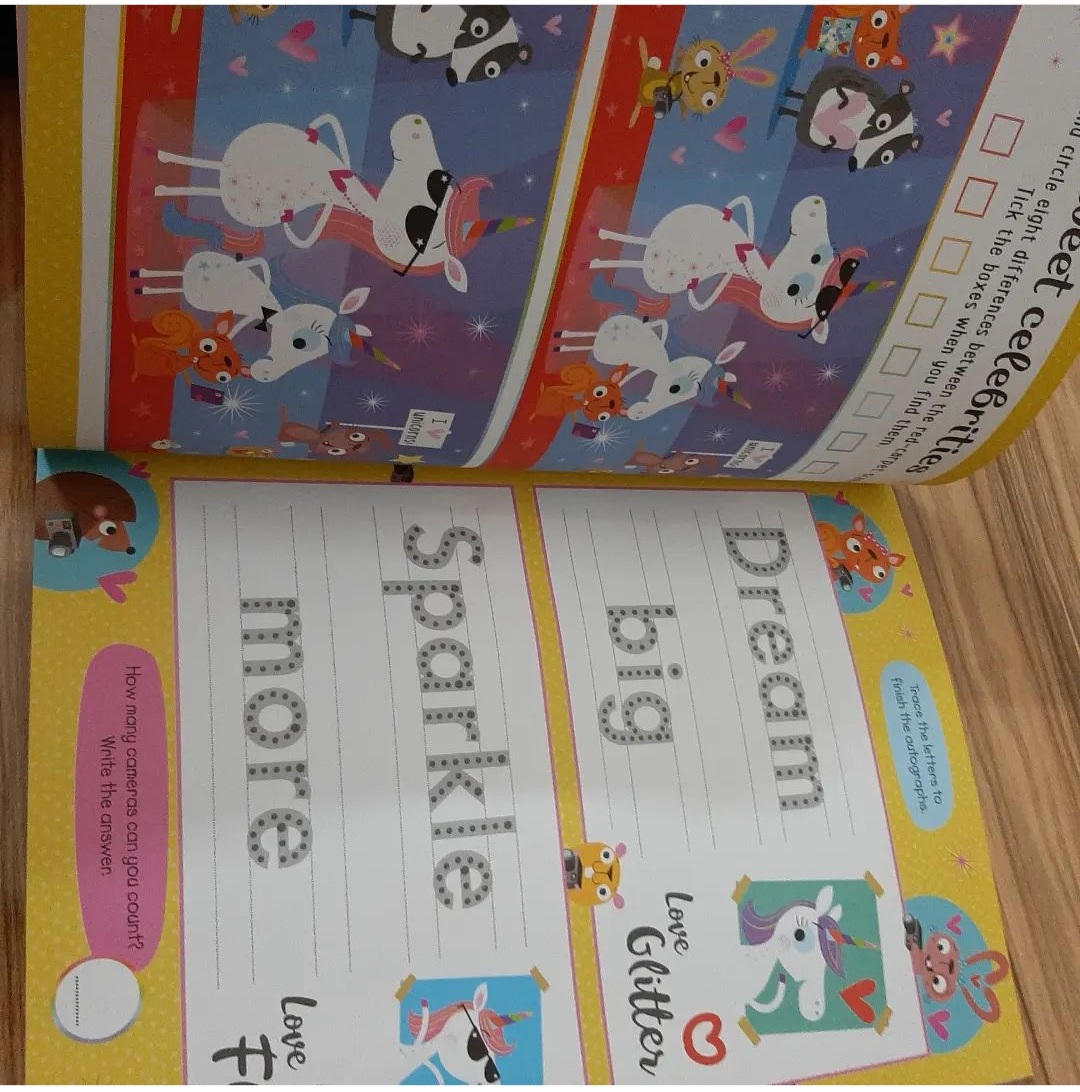 eet celebrities
nd circle eight differences between the red-carpet s
Tick the boxes when you find them.
I
UNICORNS
I
UNICORNS
Trace the letters to
finish the autographs.
Dream
big
Love
Glitter
Sparkle
more
Love
F
How many cameras can you count?
Write the answer.